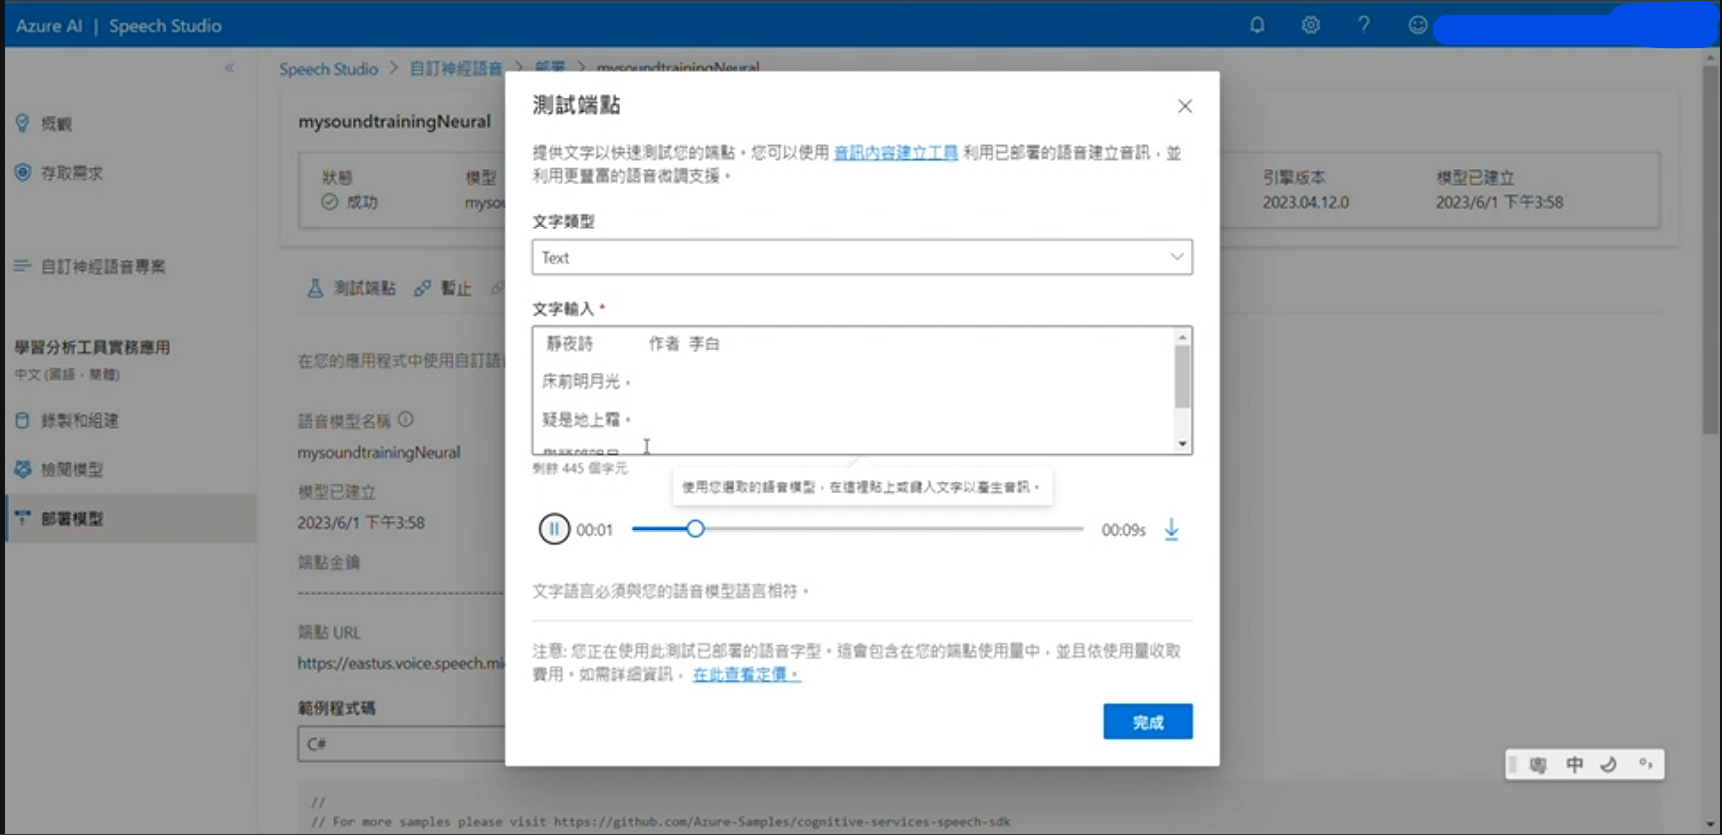 Azure AI | Speech Studio
Speech Studio > 自訂神經語音 > 部署 > mysoundtrainingNeural
概觀
存取需求
自訂神經語音專案
學習分析工具實務應用
中文 (國語，簡體)
錄製和組建
檢閱模型
部署模型
mysoundtrainingNeural
狀態
成功
模型
mysou
引擎版本
2023.04.12.0
模型已建立
2023/6/1 下午3:58
測試端點 暫止
在您的應用程式中使用自訂語
語音模型名稱
mysoundtrainingNeural
模型已建立
2023/6/1 下午3:58
端點金鑰
端點 URL
https://eastus.voice.speech.mi
範例程式碼
C#
//
// For more samples please visit https://github.com/Azure-Samples/cognitive-services-speech-sdk
測試端點
提供文字以快速測試您的端點。您可以使用 音訊內容建立工具 利用已部署的語音建立音訊，並
利用更豐富的語音微調支援。
文字類型
Text
文字輸入 *
靜夜詩 作者 李白
床前明月光，
疑是地上霜。
剩餘 445 個字元
使用您選取的語音模型，在這裡貼上或鍵入文字以產生音訊。
00:01 00:09s
文字語言必須與您的語音模型語言相符。
注意: 您正在使用此測試已部署的語音字型。這會包含在您的端點使用量中，並且依使用量收取
費用。如需詳細資訊， 在此查看定價。
完成
粵 中